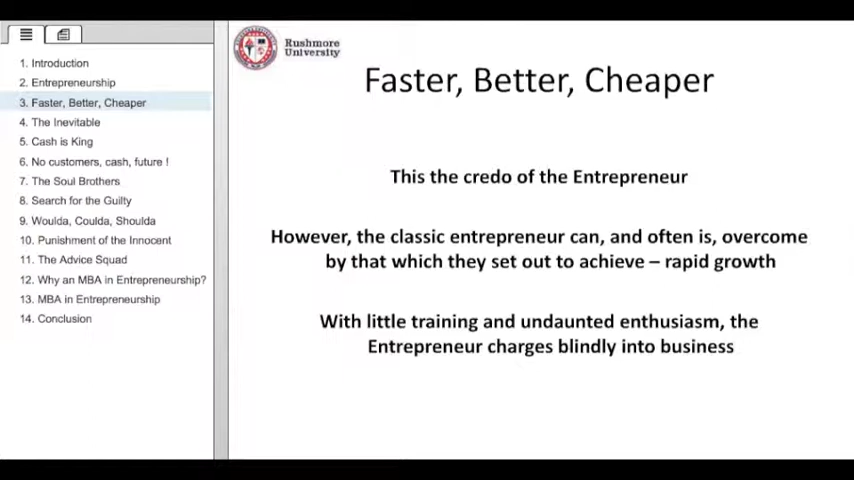 1. Introduction
2. Entrepreneurship
3. Faster, Better, Cheaper
4. The Inevitable
5. Cash is King
6. No customers, cash, future !
7. The Soul Brothers
8. Search for the Guilty
9. Woulda, Coulda, Shoulda
10. Punishment of the Innocent
11. The Advice Squad
12. Why an MBA in Entrepreneurship?
13. MBA in Entrepreneurship
14. Conclusion
Rushmore
University
Faster, Better, Cheaper
This the credo of the Entrepreneur
However, the classic entrepreneur can, and often is, overcome
by that which they set out to achieve – rapid growth
With little training and undaunted enthusiasm, the
Entrepreneur charges blindly into business